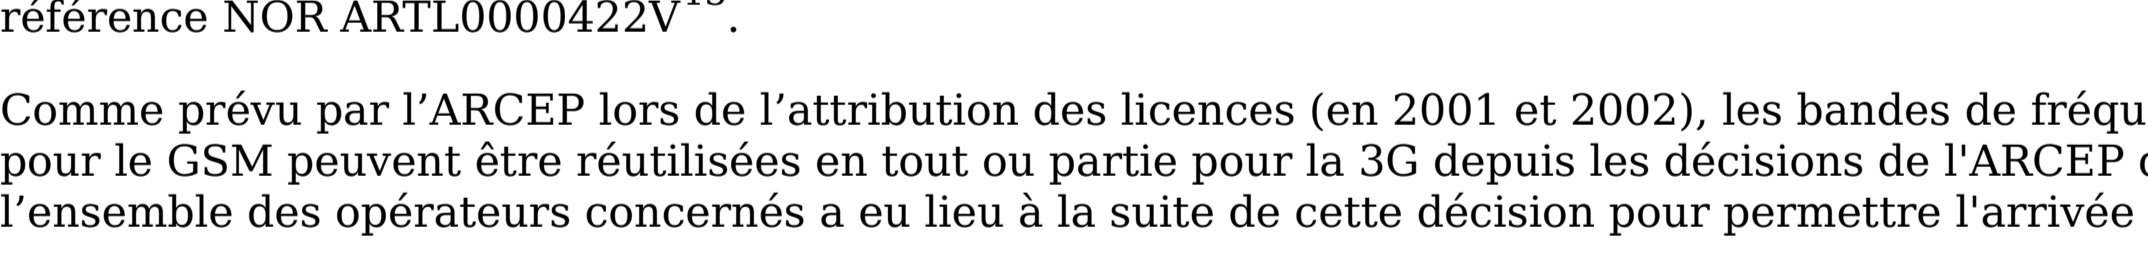 référence NOR ARTL0000422V .
Comme prévu par l’ARCEP lors de l’attribution des licences (en 2001 et 2002), les bandes de fréqu
pour le GSM peuvent être réutilisées en tout ou partie pour la 3G depuis les décisions de l'ARCEP
l’ensemble des opérateurs concernés a eu lieu à la suite de cette décision pour permettre l'arrivée